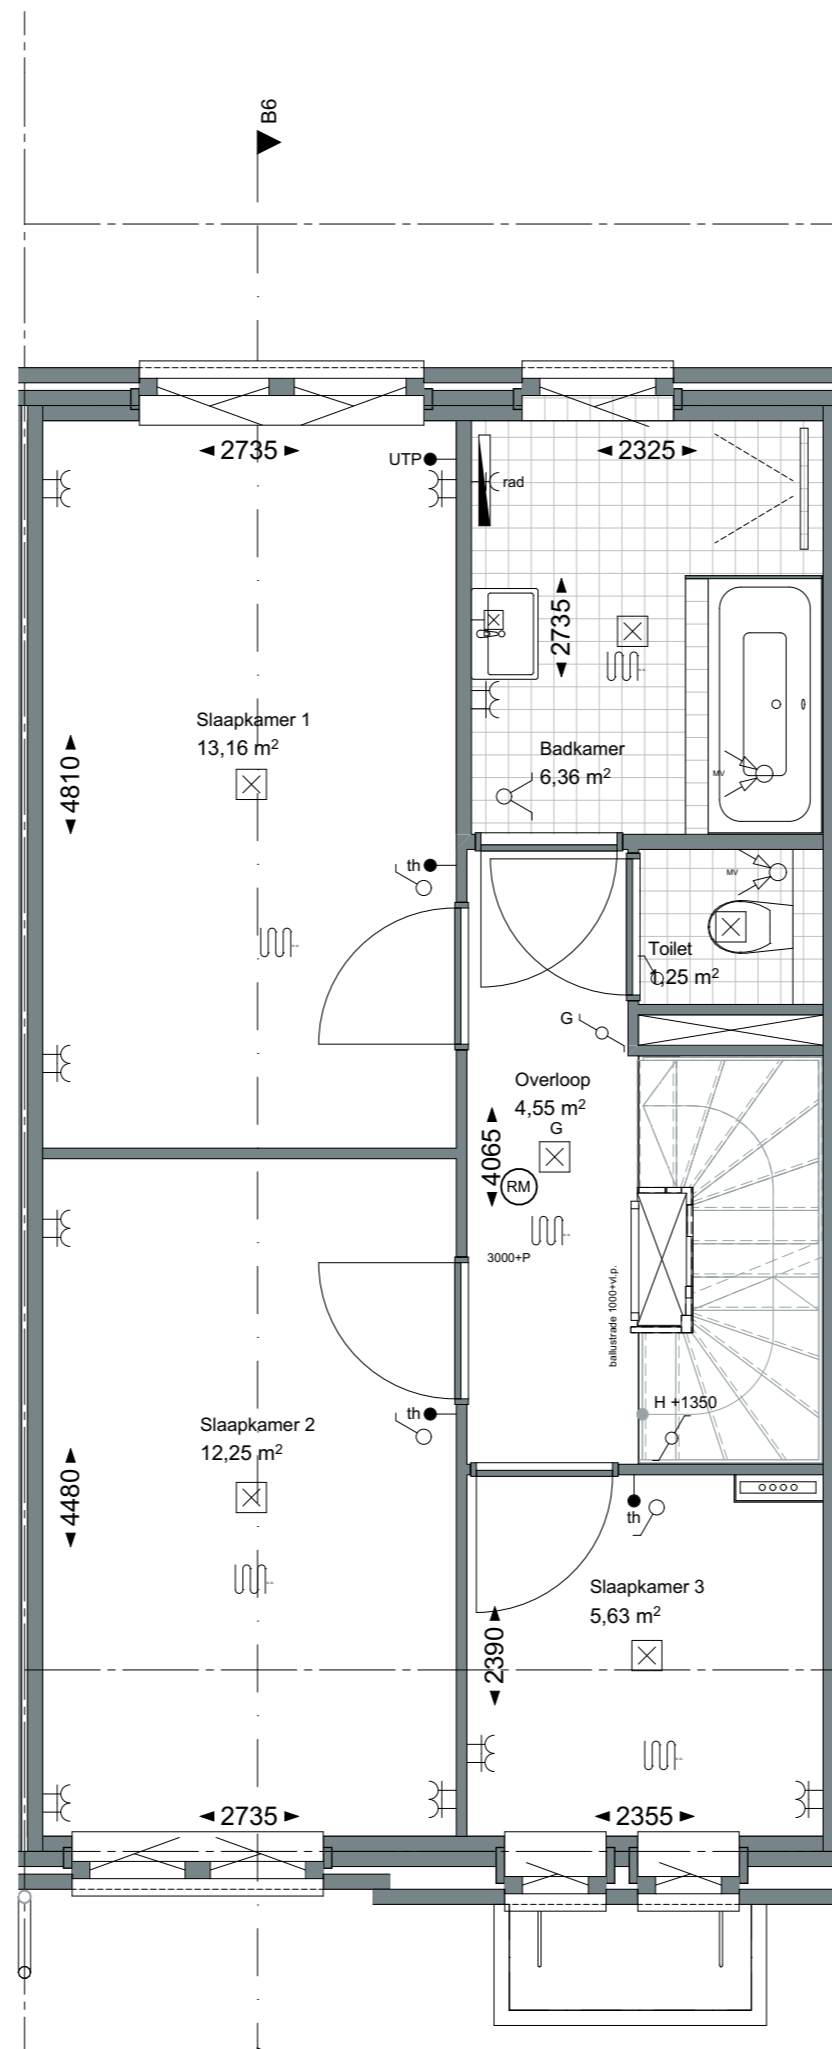 B6
2735
UTP
2325
rad
2735
Slaapkamer 1
13,16 m²
4810
Badkamer
6,36 m²
MV
th
MV
Toilet
1,25 m²
G
Overloop
4,55 m²
G
4065
RM
3000+P
ballustrade 1000+vl.p.
H +1350
th
Slaapkamer 2
12,25 m²
4480
th
Slaapkamer 3
5,63 m²
2390
2735
2355